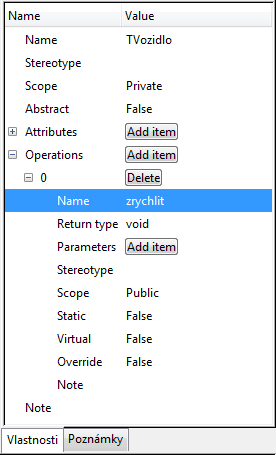 Name Value
Name TVozidlo
Stereotype
Scope Private
Abstract False
Attributes Add item
Operations Add item
0 Delete
Name zrychlit
Return type void
Parameters Add item
Stereotype
Scope Public
Static False
Virtual False
Override False
Note
Note
Vlastnosti Poznámky